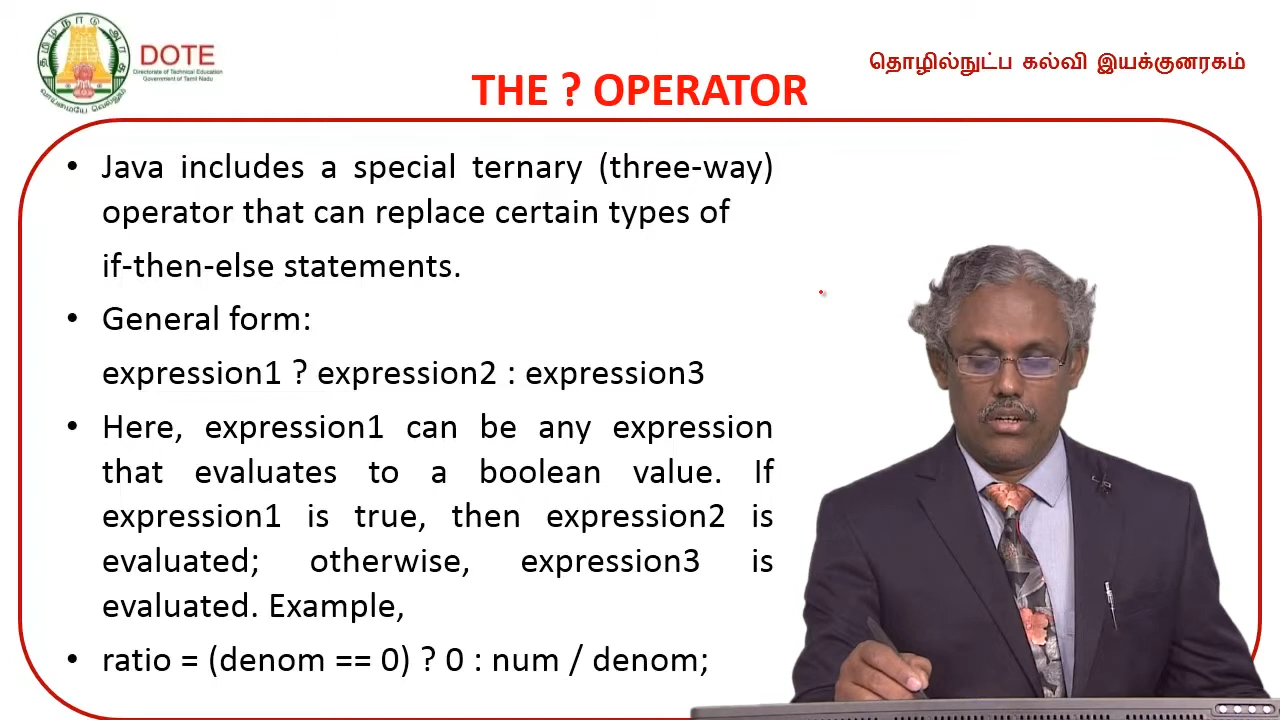 தமிழ்நாடு அரசு
வாய்மையே வெல்லும்
DOTE
Directorate of Technical Education
Government of Tamil Nadu
தொழில்நுட்ப கல்வி இயக்குனரகம்
THE ? OPERATOR
• Java includes a special ternary (three-way)
operator that can replace certain types of
if-then-else statements.
• General form:
expression1 ? expression2 : expression3
• Here, expression1 can be any expression
that evaluates to a boolean value. If
expression1 is true, then expression2 is
evaluated; otherwise, expression3 is
evaluated. Example,
• ratio = (denom == 0) ? 0 : num / denom;